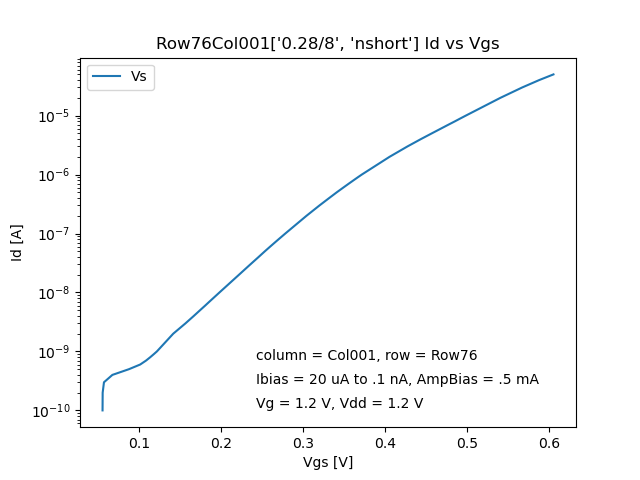 Row76Col001['0.28/8', 'nshort'] Id vs Vgs
Vs
10⁻⁵
10⁻⁶
10⁻⁷
10⁻⁸
10⁻⁹
10⁻¹⁰
Id [A]
column = Col001, row = Row76
Ibias = 20 uA to .1 nA, AmpBias = .5 mA
Vg = 1.2 V, Vdd = 1.2 V
0.1 0.2 0.3 0.4 0.5 0.6
Vgs [V]